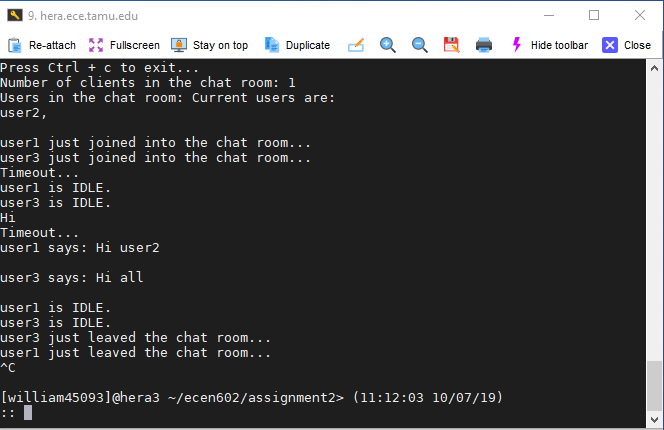 9. hera.ece.tamu.edu
Re-attach Fullscreen Stay on top Duplicate Hide toolbar Close
Press Ctrl + c to exit...
Number of clients in the chat room: 1
Users in the chat room: Current users are:
user2,
user1 just joined into the chat room...
user3 just joined into the chat room...
Timeout...
user1 is IDLE.
user3 is IDLE.
Hi
Timeout...
user1 says: Hi user2
user3 says: Hi all
user1 is IDLE.
user3 is IDLE.
user3 just leaved the chat room...
user1 just leaved the chat room...
^C
[william45093]@hera3 ~/ecen602/assignment2> (11:12:03 10/07/19)
::